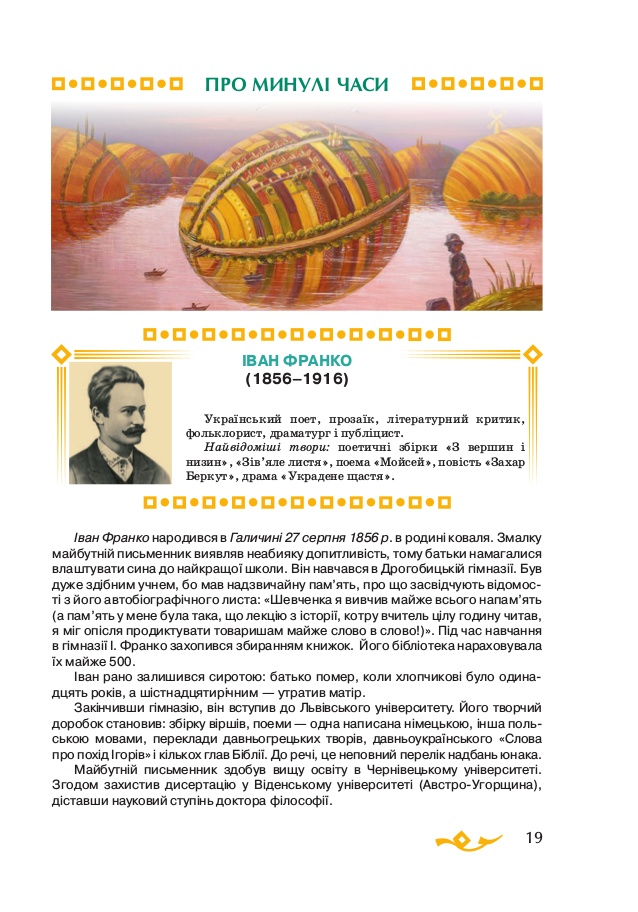 ПРО МИНУЛІ ЧАСИ
ІВАН ФРАНКО
(1856–1916)
Український поет, прозаїк, літературний критик,
фольклорист, драматург і публіцист.
Найвідоміші твори: поетичні збірки «З вершин і
низин», «Зів’яле листя», поема «Мойсей», повість «Захар
Беркут», драма «Украдене щастя».
Іван Франко народився в Галичині 27 серпня 1856 р. в родині коваля. Змалку
майбутній письменник виявляв неабияку допитливість, тому батьки намагалися
влаштувати сина до найкращої школи. Він навчався в Дрогобицькій гімназії. Був
дуже здібним учнем, бо мав надзвичайну пам’ять, про що засвідчують відомос-
ті з його автобіографічного листа: «Шевченка я вивчив майже всього напам’ять
(а пам’ять у мене була така, що лекцію з історії, котру вчитель цілу годину читав,
я міг опісля продиктувати товаришам майже слово в слово!)». Під час навчання
в гімназії І. Франко захопився збиранням книжок. Його бібліотека нараховувала
їх майже 500.
Іван рано залишився сиротою: батько помер, коли хлопчикові було одина-
дцять років, а шістнадцятирічним — утратив матір.
Закінчивши гімназію, він вступив до Львівського університету. Його творчий
доробок становив: збірку віршів, поеми — одна написана німецькою, інша поль-
ською мовами, переклади давньогрецьких творів, давньоукраїнського «Слова
про похід Ігорів» і кількох глав Біблії. До речі, це неповний перелік надбань юнака.
Майбутній письменник здобув вищу освіту в Чернівецькому університеті.
Згодом захистив дисертацію у Віденському університеті (Австро-Угорщина),
діставши науковий ступінь доктора філософії.
19